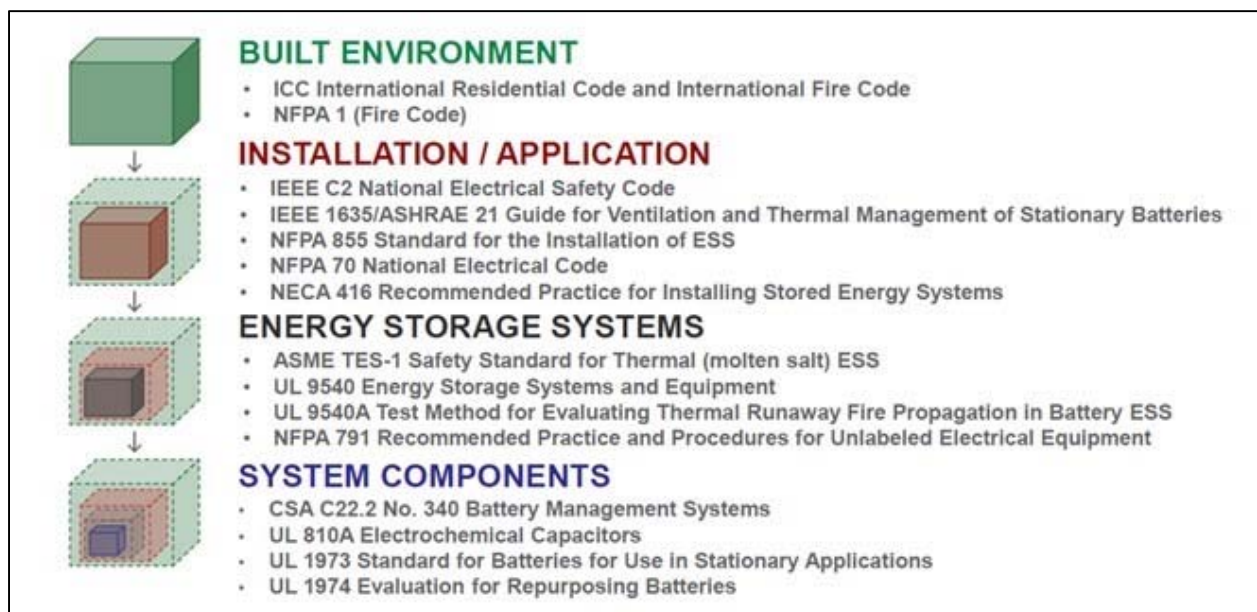 BUILT ENVIRONMENT
• ICC International Residential Code and International Fire Code
• NFPA 1 (Fire Code)
INSTALLATION / APPLICATION
• IEEE C2 National Electrical Safety Code
• IEEE 1635/ASHRAE 21 Guide for Ventilation and Thermal Management of Stationary Batteries
• NFPA 855 Standard for the Installation of ESS
• NFPA 70 National Electrical Code
• NECA 416 Recommended Practice for Installing Stored Energy Systems
ENERGY STORAGE SYSTEMS
• ASME TES-1 Safety Standard for Thermal (molten salt) ESS
• UL 9540 Energy Storage Systems and Equipment
• UL 9540A Test Method for Evaluating Thermal Runaway Fire Propagation in Battery ESS
• NFPA 791 Recommended Practice and Procedures for Unlabeled Electrical Equipment
SYSTEM COMPONENTS
• CSA C22.2 No. 340 Battery Management Systems
• UL 810A Electrochemical Capacitors
• UL 1973 Standard for Batteries for Use in Stationary Applications
• UL 1974 Evaluation for Repurposing Batteries